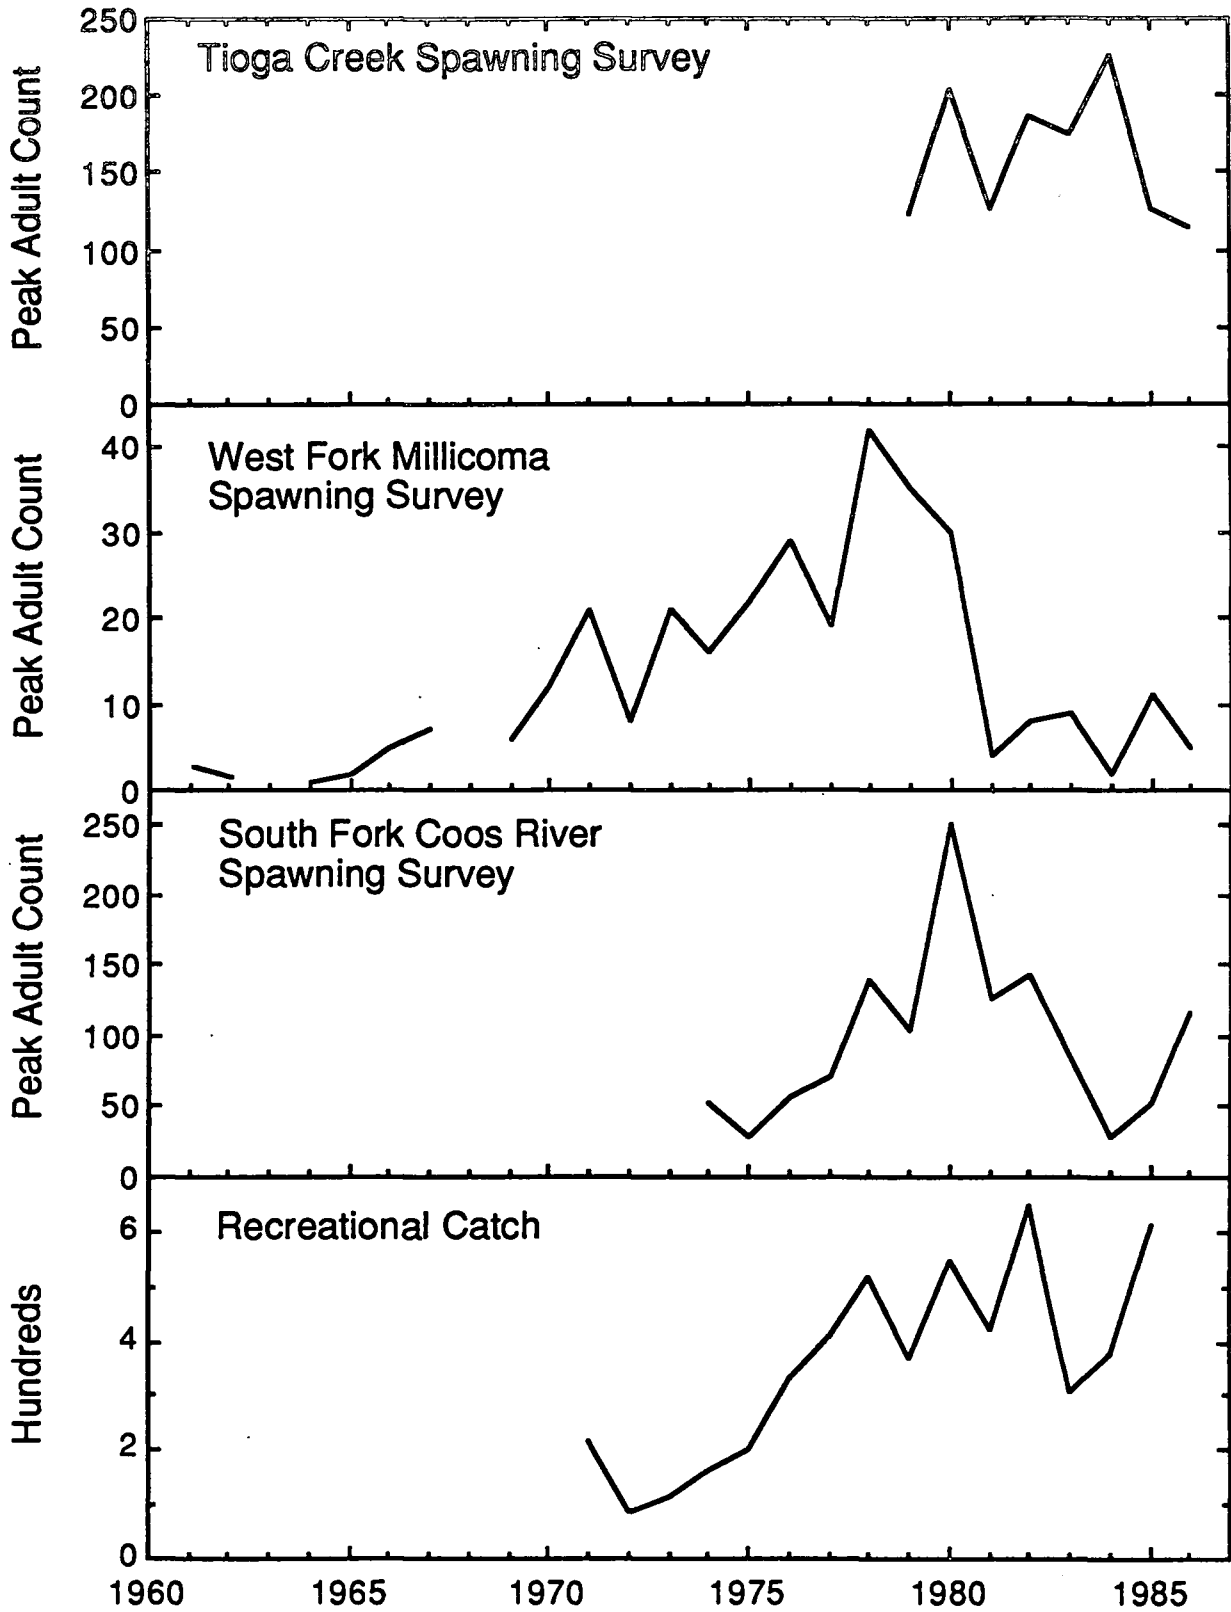 250
Tioga Creek Spawning Survey
200
150
100
50
0
Peak Adult Count
West Fork Millicoma
Spawning Survey
40
30
20
10
0
Peak Adult Count
South Fork Coos River
Spawning Survey
250
200
150
100
50
0
Peak Adult Count
Recreational Catch
6
4
2
0
Hundreds
1960 1965 1970 1975 1980 1985